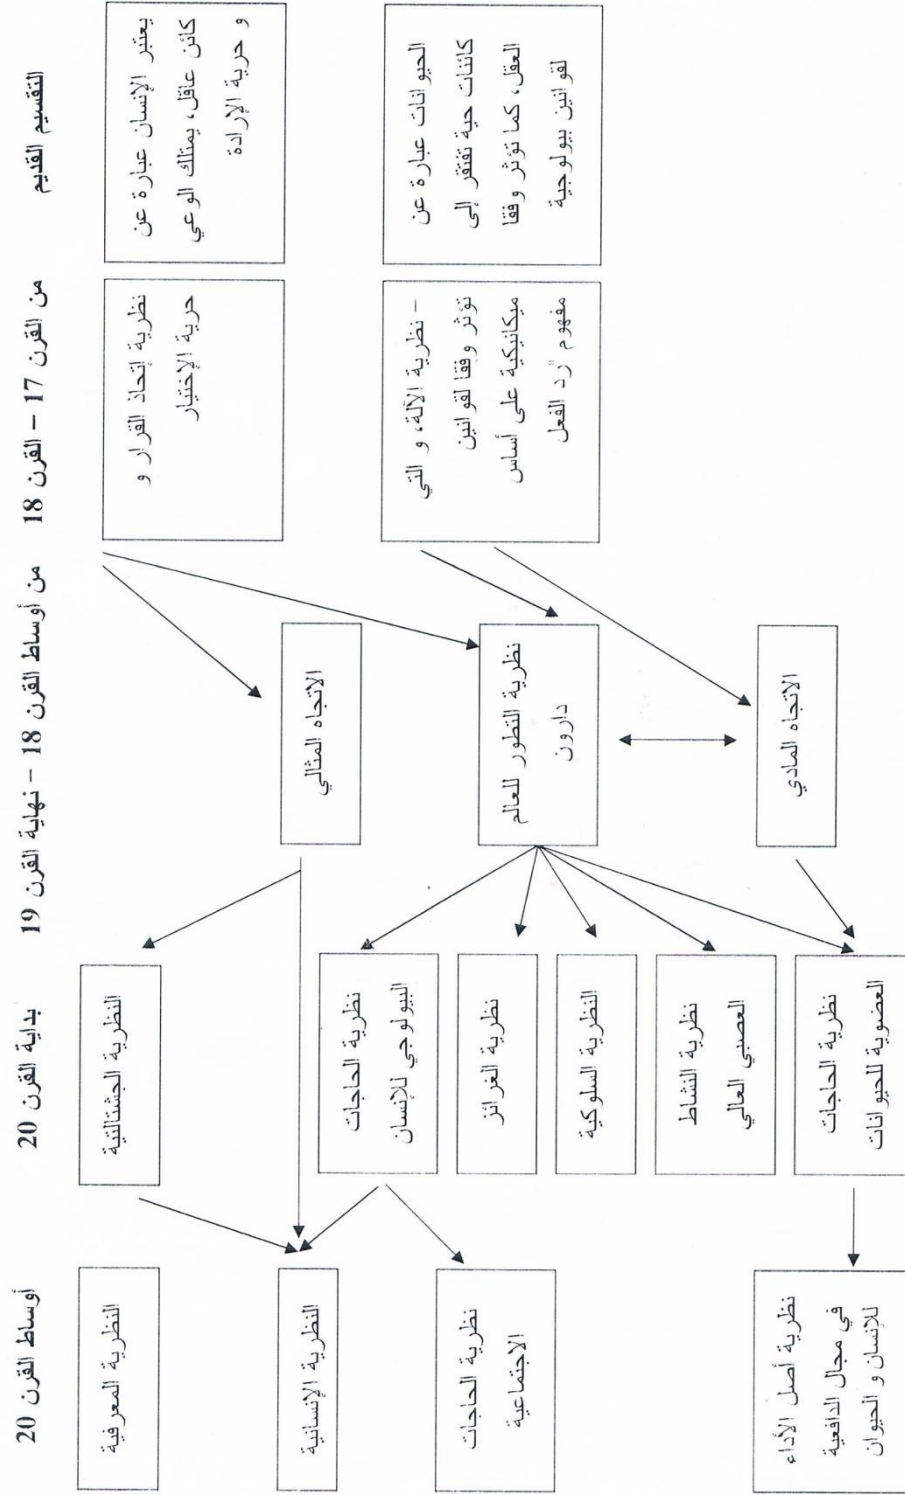 التقسيم القديم
من القرن 17 – القرن 18
من أوساط القرن 18 – نهاية القرن 19
بداية القرن 20
أوساط القرن 20
يعتبر الإنسان عبارة عن
كائن عاقل، يمتلك الوعي
و حرية الإرادة
نظرية إتحاذ القرار و
حرية الإختيار
الاتجاه المثالي
النظرية الجشتالتية
النظرية المعرفية
النظرية الإنسانية
الحيوانات عبارة عن
كائنات حية تفتقر إلى
العقل، كما تؤثر وفقا
لقوانين بيولوجية
– نظرية الآلة، و التي
تؤثر وفقا لقوانين
ميكانيكية على أساس
مفهوم "رد الفعل
نظرية التطور للعالم
دارون
نظرية الحاجات
البيولوجي للإنسان
نظرية الغرائز
النظرية السلوكية
نظرية الحاجات
الاجتماعية
الاتجاه المادي
نظرية النشاط
العصبي العالي
نظرية الحاجات
العضوية للحيوانات
نظرية أصل الأداء
في مجال الدافعية
للإنسان و الحيوان